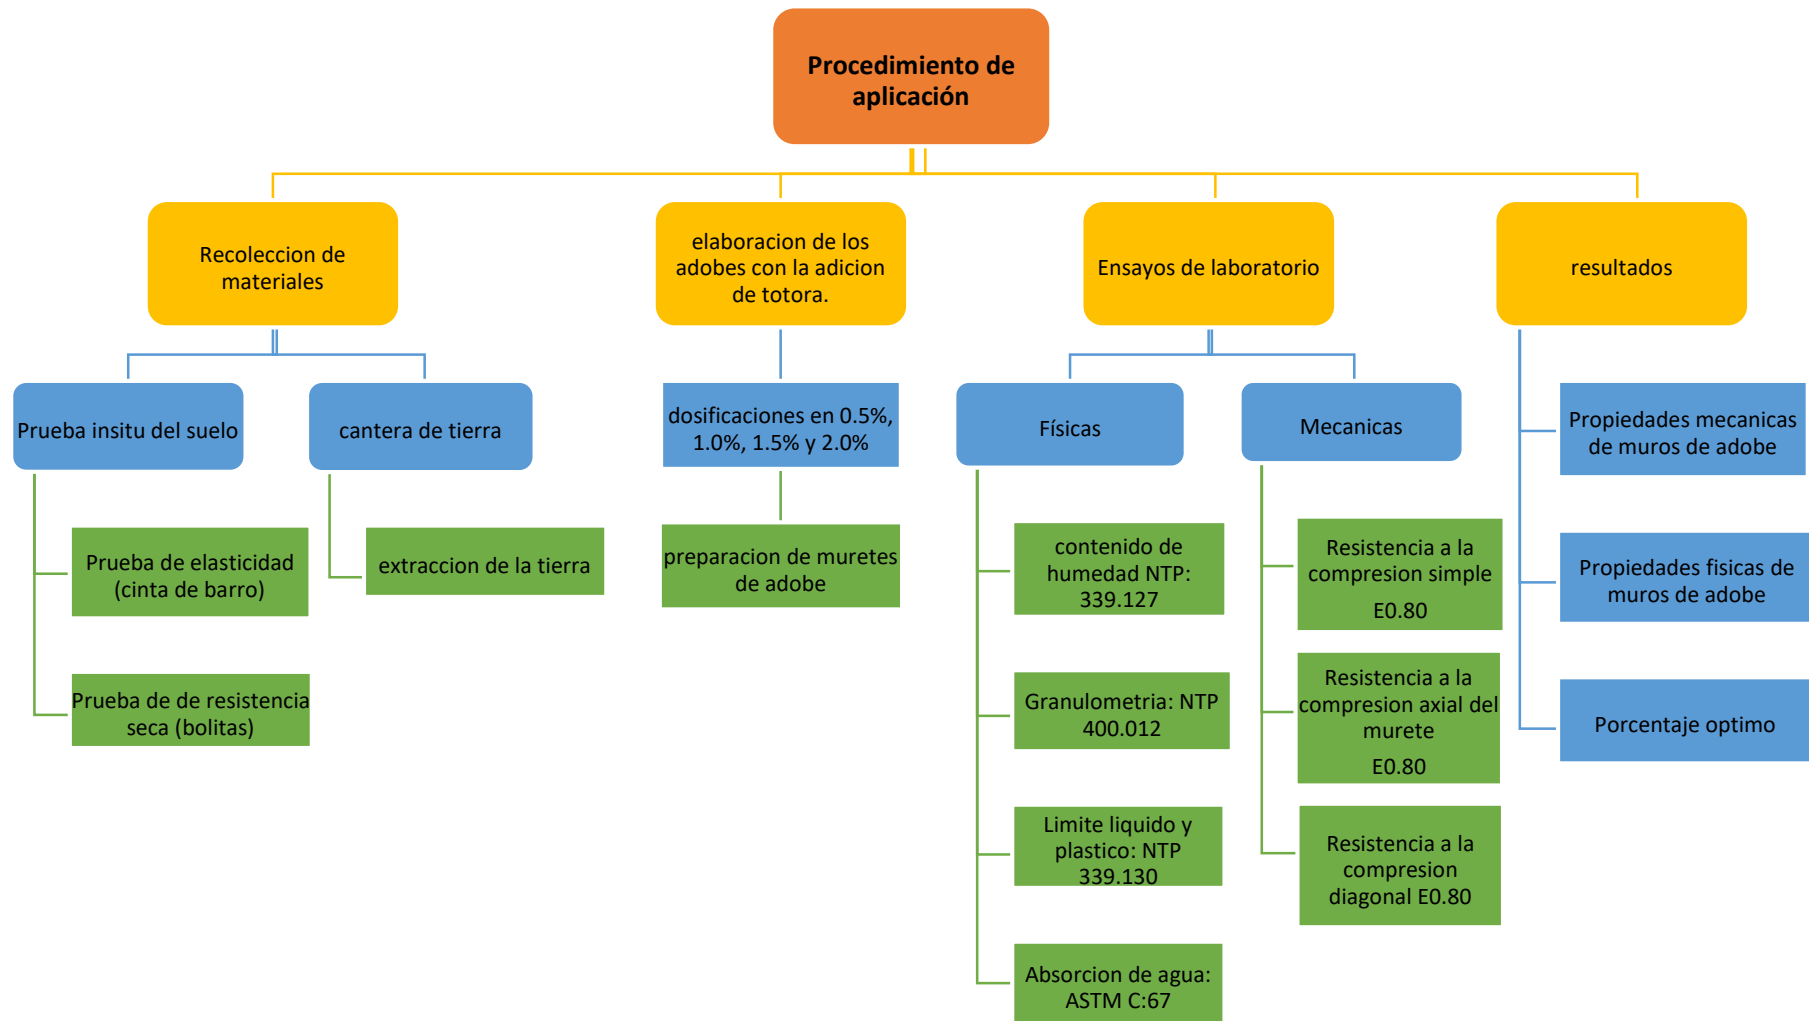 Procedimiento de
aplicación
Recoleccion de
materiales
elaboracion de los
adobes con la adicion
de totora.
Ensayos de laboratorio
resultados
Prueba insitu del suelo
cantera de tierra
dosificaciones en 0.5%,
1.0%, 1.5% y 2.0%
Físicas
Mecanicas
Propiedades mecanicas
de muros de adobe
Prueba de elasticidad
(cinta de barro)
extraccion de la tierra
preparacion de muretes
de adobe
contenido de
humedad NTP:
339.127
Resistencia a la
compresion simple
E0.80
Propiedades fisicas de
muros de adobe
Prueba de de resistencia
seca (bolitas)
Granulometria: NTP
400.012
Resistencia a la
compresion axial del
murete
E0.80
Porcentaje optimo
Limite liquido y
plastico: NTP
339.130
Resistencia a la
compresion
diagonal E0.80
Absorcion de agua:
ASTM C:67